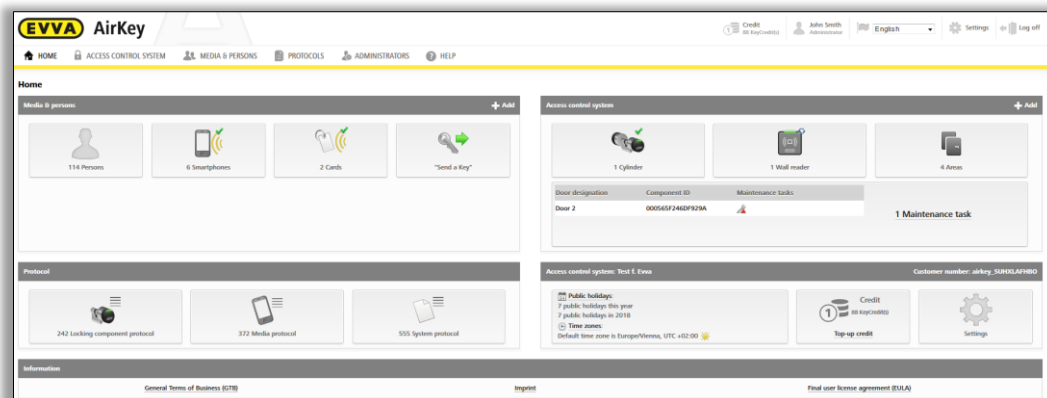 EVVA AirKey
Credit
88 KeyCredit(s)
John Smith
Administrator
English
Settings
Log off
HOME ACCESS CONTROL SYSTEM MEDIA & PERSONS PROTOCOLS ADMINISTRATORS HELP
Home
Media & persons Add
114 Persons 6 Smartphones 2 Cards "Send a Key"
Access control system Add
1 Cylinder 1 Wall reader 4 Areas
Door designation Component ID Maintenance tasks
Door 2 000565F246DF929A
1 Maintenance task
Protocol
242 Locking component protocol 372 Media protocol 555 System protocol
Access control system: Test f. Evva Customer number: airkey_SUHXLAFHBO
Public holidays:
7 public holidays this year
7 public holidays in 2018
Time zones:
Default time zone is Europe/Vienna, UTC +02:00
Credit
1 88 KeyCredit(s)
Top-up credit
Settings
Information
General Terms of Business (GTB) Imprint Final user license agreement (EULA)